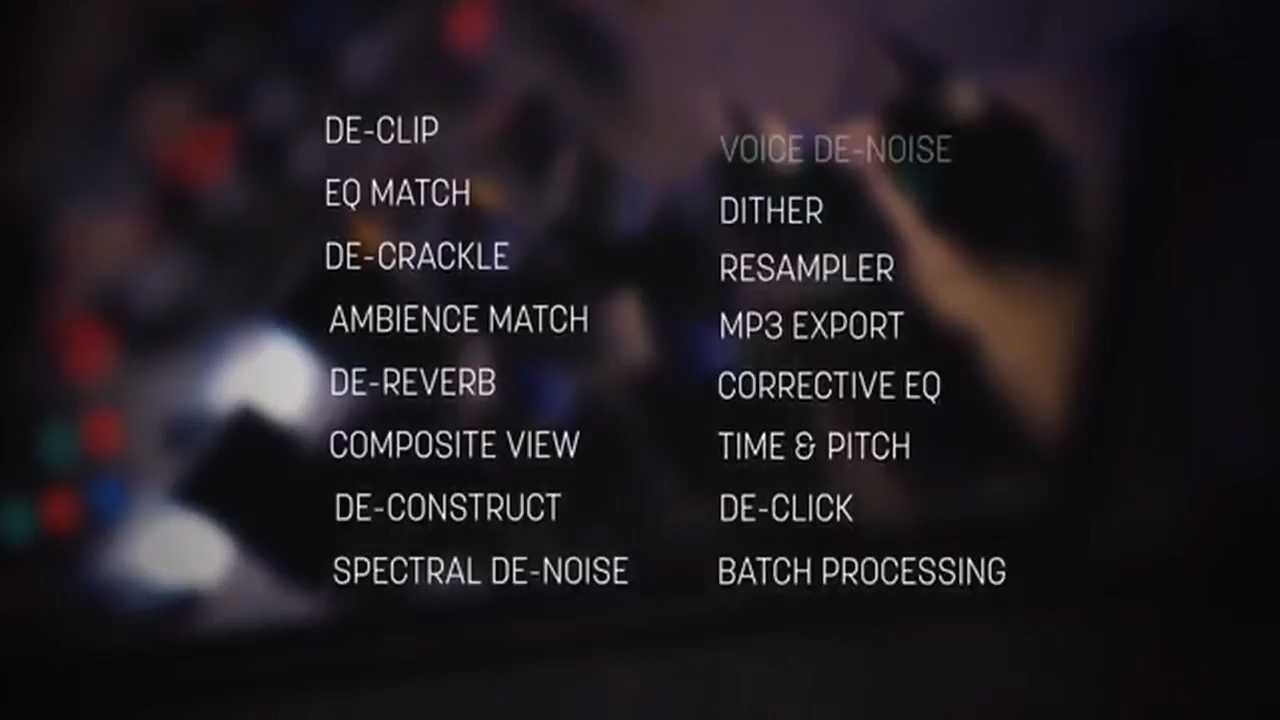 DE-CLIP
EQ MATCH
DE-CRACKLE
AMBIENCE MATCH
DE-REVERB
COMPOSITE VIEW
DE-CONSTRUCT
SPECTRAL DE-NOISE
VOICE DE-NOISE
DITHER
RESAMPLER
MP3 EXPORT
CORRECTIVE EQ
TIME & PITCH
DE-CLICK
BATCH PROCESSING